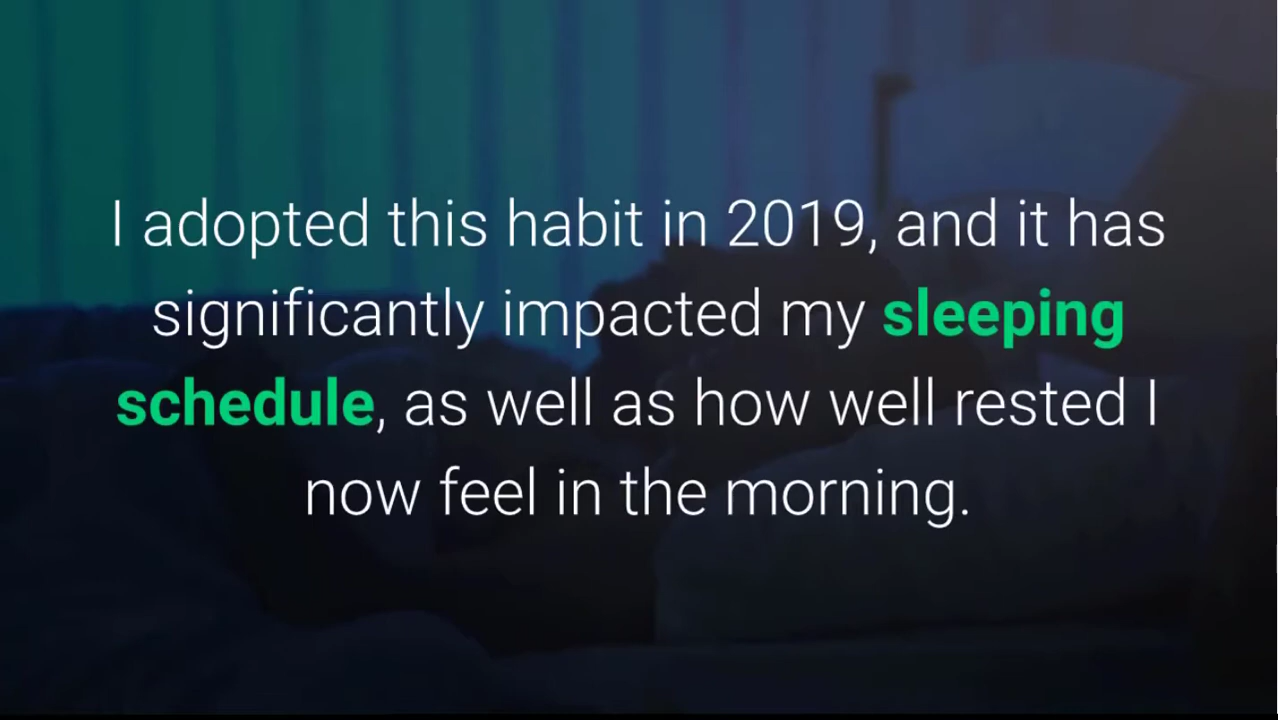 I adopted this habit in 2019, and it has
significantly impacted my sleeping
schedule, as well as how well rested I
now feel in the morning.